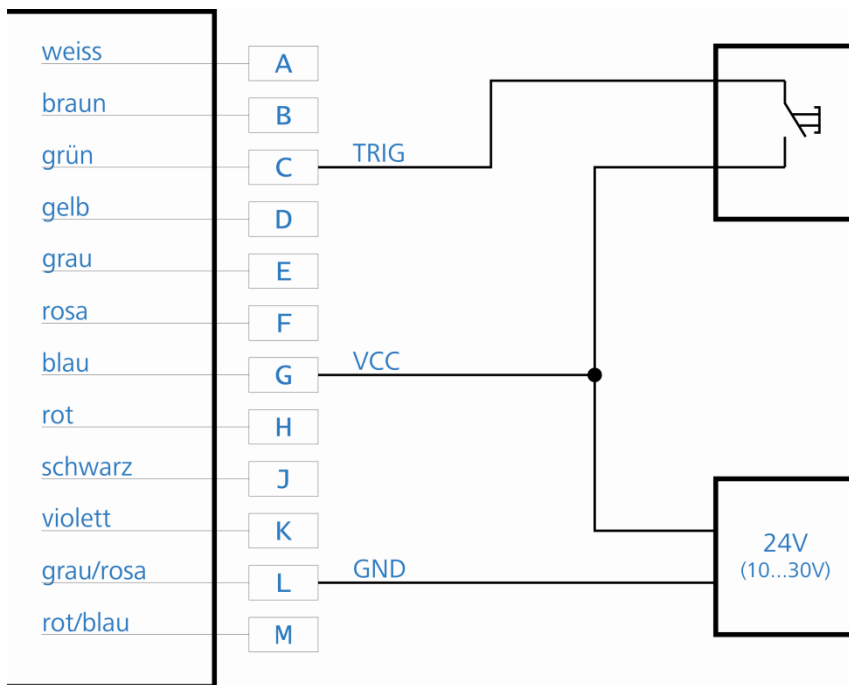 weiss A
braun B
grün C TRIG
gelb D
grau E
rosa F
blau G VCC
rot H
schwarz J
violett K
grau/rosa L GND
rot/blau M
24V
(10...30V)